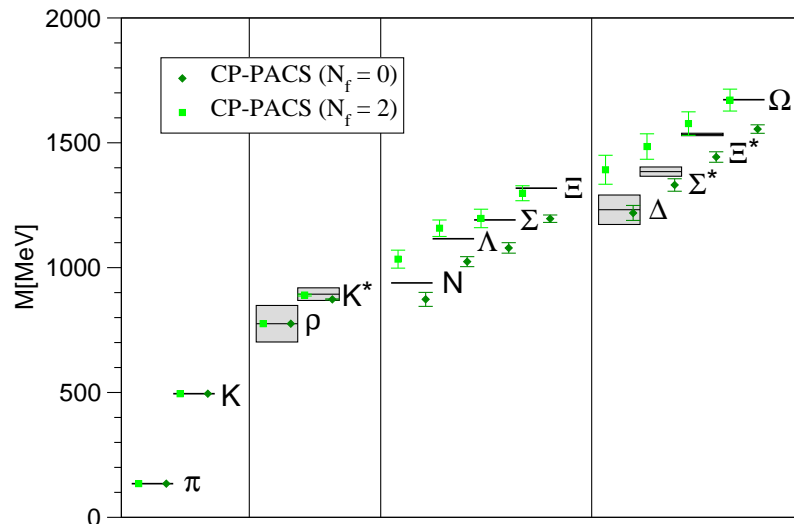 2000
1500
1000
500
0
M[MeV]
CP-PACS (N_f = 0)
CP-PACS (N_f = 2)
π
K
ρ
K*
N
Λ
Σ
Ξ
Δ
Σ*
Ξ*
Ω